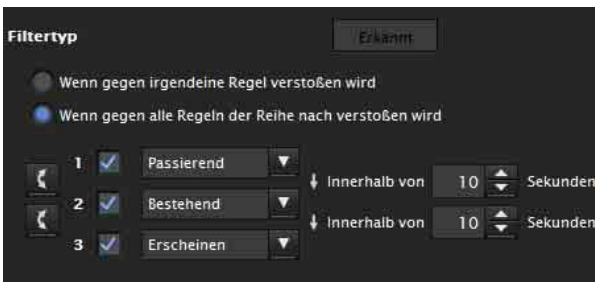 Filtertyp Erkannt
Wenn gegen irgendeine Regel verstoßen wird
Wenn gegen alle Regeln der Reihe nach verstoßen wird
1 Passierend
Innerhalb von 10 Sekunden
2 Bestehend
Innerhalb von 10 Sekunden
3 Erscheinen